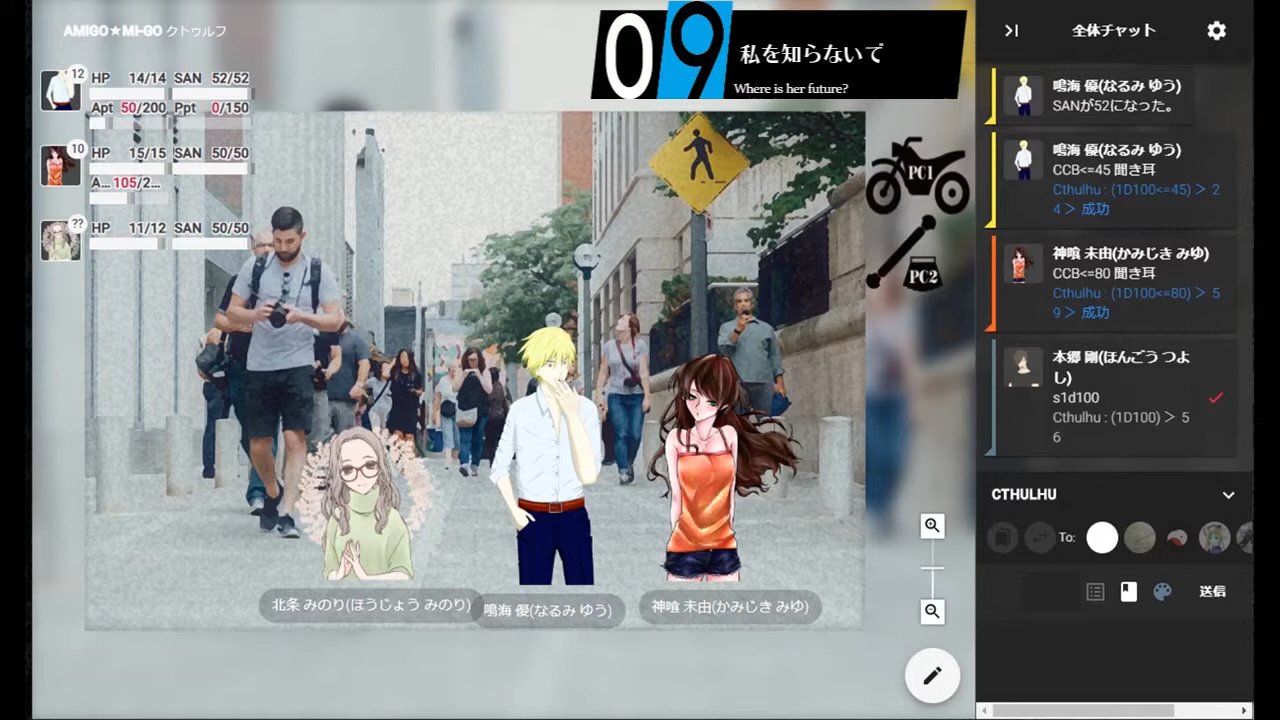 AMIGO★MI-GO クトゥルフ
09
私を知らないで
Where is her future?
12
HP 14/14 SAN 52/52
Apt 50/200 Ppt 0/150
10
HP 15/15 SAN 50/50
A... 105/2...
??
HP 11/12 SAN 50/50
PC1
PC2
北条 みのり(ほうじょう みのり)
鳴海 優(なるみ ゆう)
神喰 未由(かみじき みゆ)
全体チャット
鳴海 優(なるみ ゆう)
SANが52になった。
鳴海 優(なるみ ゆう)
CCB<=45 聞き耳
Cthulhu : (1D100<=45) > 2
4 > 成功
神喰 未由(かみじき みゆ)
CCB<=80 聞き耳
Cthulhu : (1D100<=80) > 5
9 > 成功
本郷 剛(ほんごう つよ
し)
s1d100
Cthulhu : (1D100) > 5
6
CTHULHU
To:
送信